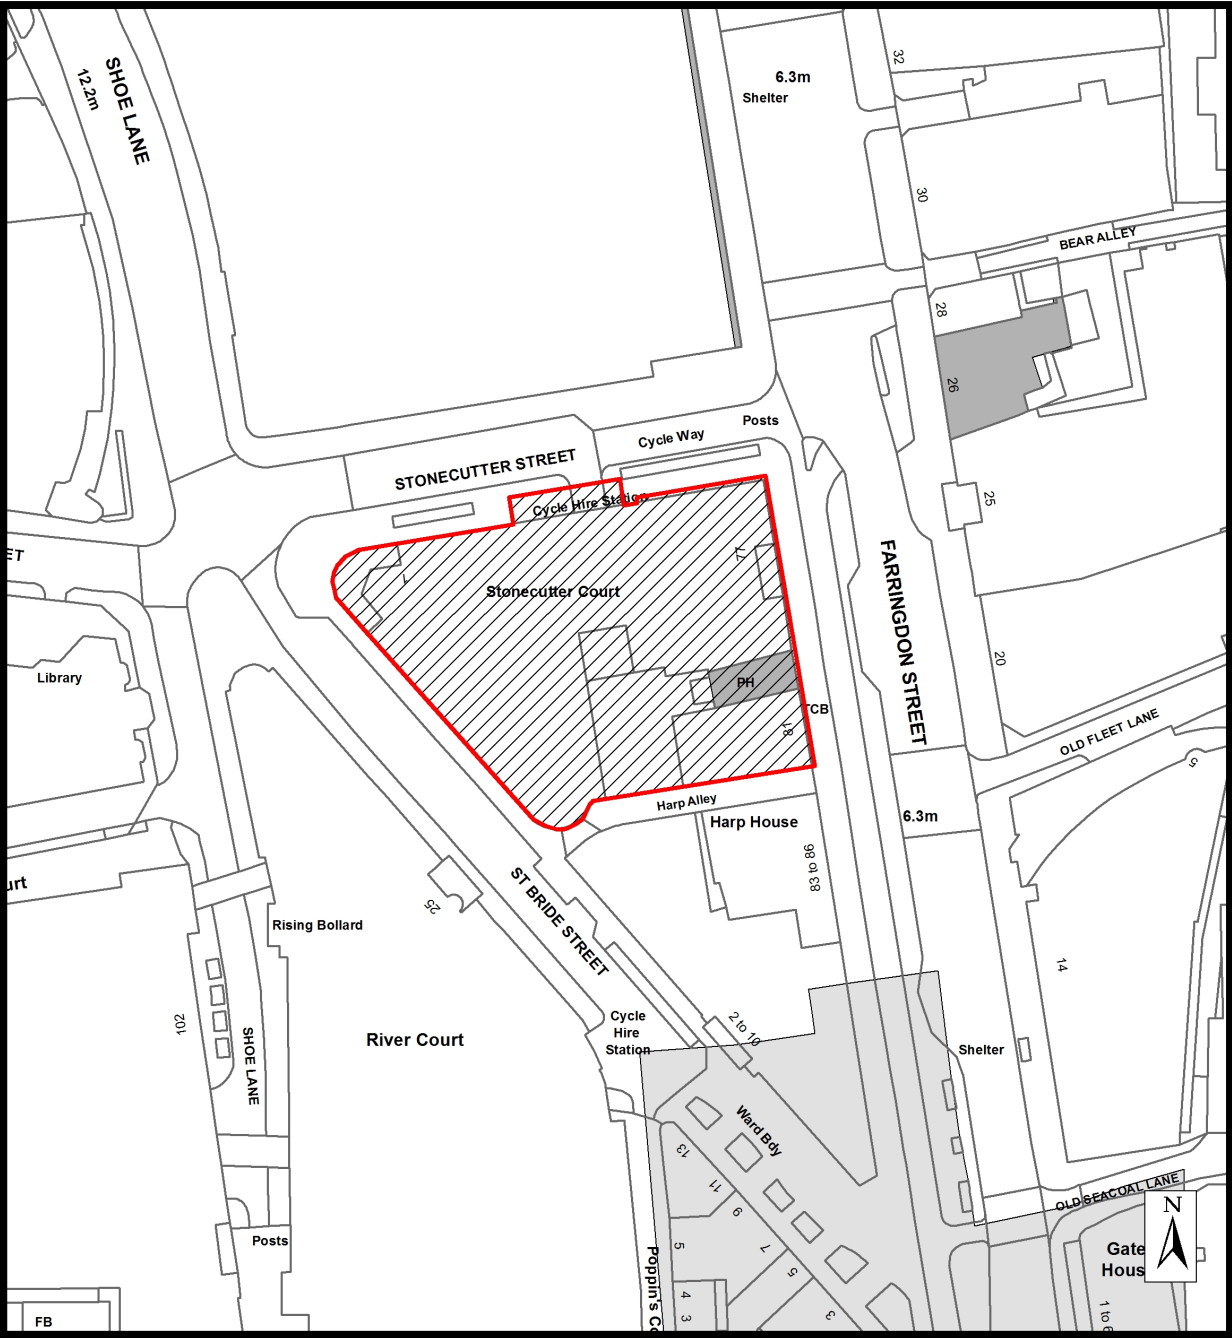 SHOE LANE
12.2m
6.3m
Shelter
32
30
BEAR ALLEY
28
26
Posts
Cycle Way
STONECUTTER STREET
Cycle Hire Station
25
ET
77
1
Stonecutter Court
FARRINGDON STREET
20
Library
PH
TCB
81
OLD FLEET LANE
5
Harp Alley
Harp House
6.3m
83 to 86
urt
ST BRIDE STREET
25
Rising Bollard
14
102
SHOE LANE
River Court
Cycle
Hire
Station
2 to 10
Shelter
Ward Bdy
13
11
9
7
5
3
OLD SEACOAL LANE
N
Posts
Poppin's Co
5
4
3
Gate
Hous
1 to 6
FB